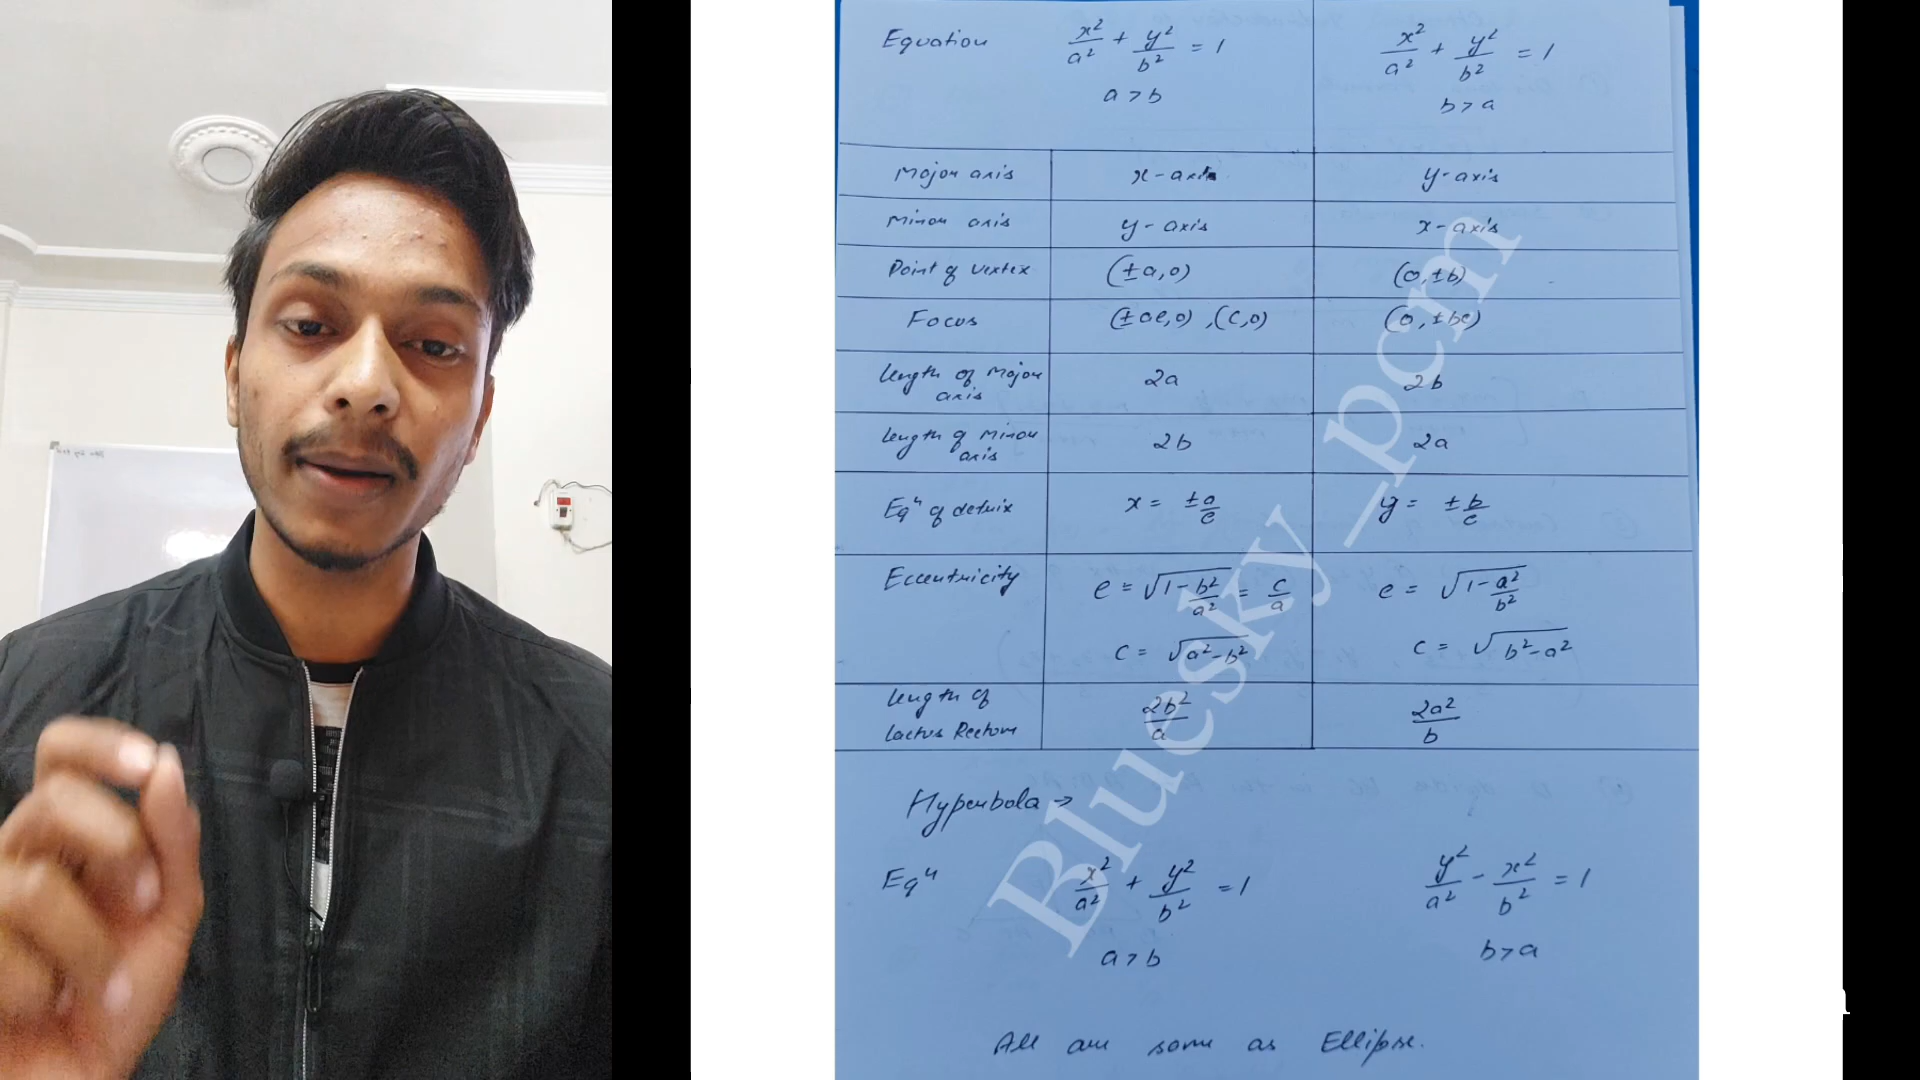 Equation x²/a² + y²/b² = 1 x²/a² + y²/b² = 1
a > b b > a
Major axis x-axis y-axis
Minor axis y-axis x-axis
Point of vertex (±a,0) (0,±b)
Focus (±ae,0),(C,0) (0,±be)
length of Major axis 2a 2b
length of Minor axis 2b 2a
Eqⁿ of detrix x = ±a/e y = ±b/e
Eccentricity e = √1-b²/a² = c/a e = √1-a²/b²
c = √a²-b² c = √b²-a²
length of Lactus Rectom 2b²/a 2a²/b
Hyperbola →
Eqⁿ x²/a² + y²/b² = 1 y²/a² - x²/b² = 1
a > b b > a
All are same as Ellipse.
Bluesky_pcm